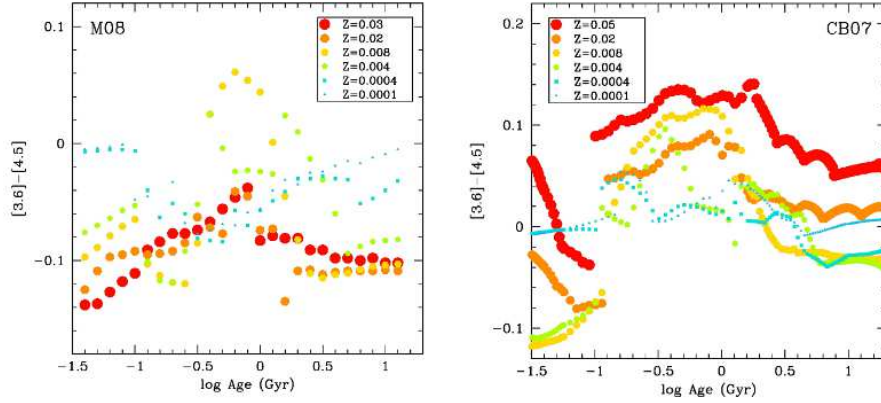 M08
Z=0.03
Z=0.02
Z=0.008
Z=0.004
Z=0.0004
Z=0.0001
0.1
0
-0.1
[3.6]-[4.5]
-1.5 -1 -0.5 0 0.5 1
log Age (Gyr)
CB07
Z=0.05
Z=0.02
Z=0.008
Z=0.004
Z=0.0004
Z=0.0001
0.2
0.1
0
-0.1
[3.6]-[4.5]
-1.5 -1 -0.5 0 0.5 1
log Age (Gyr)